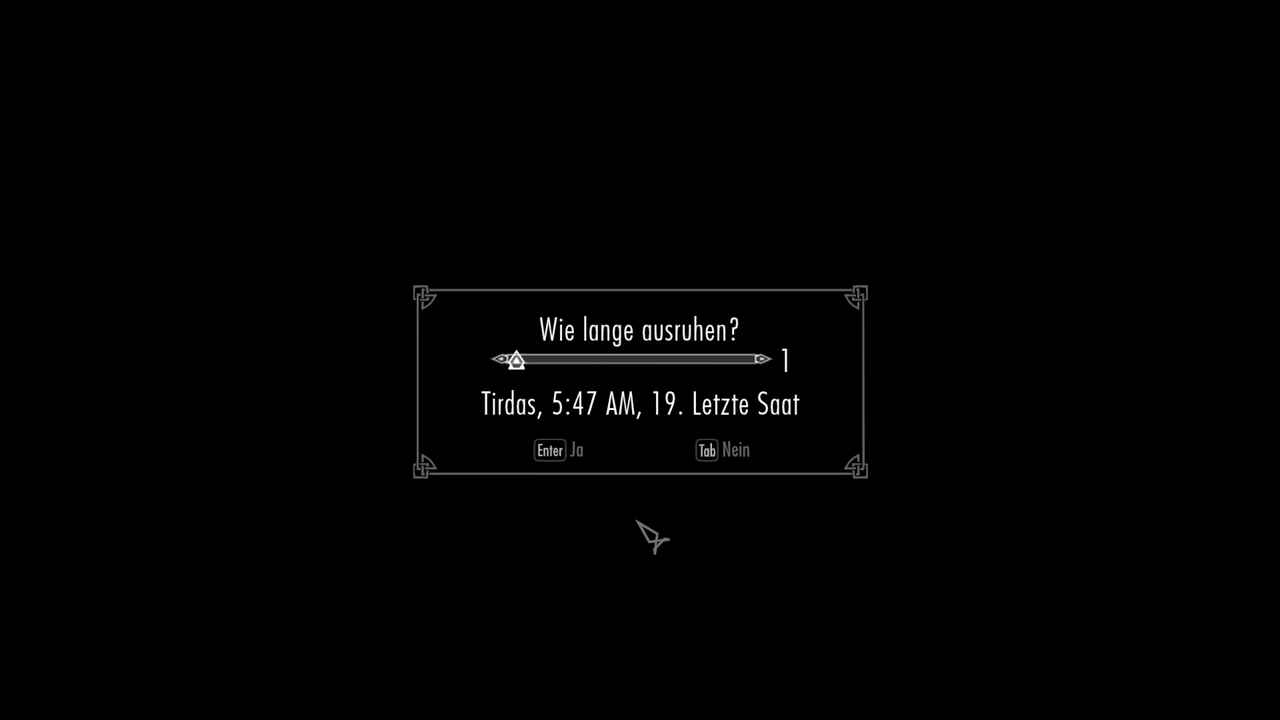 Wie lange ausruhen?
1
Tirdas, 5:47 AM, 19. Letzte Saat
Enter Ja Tab Nein